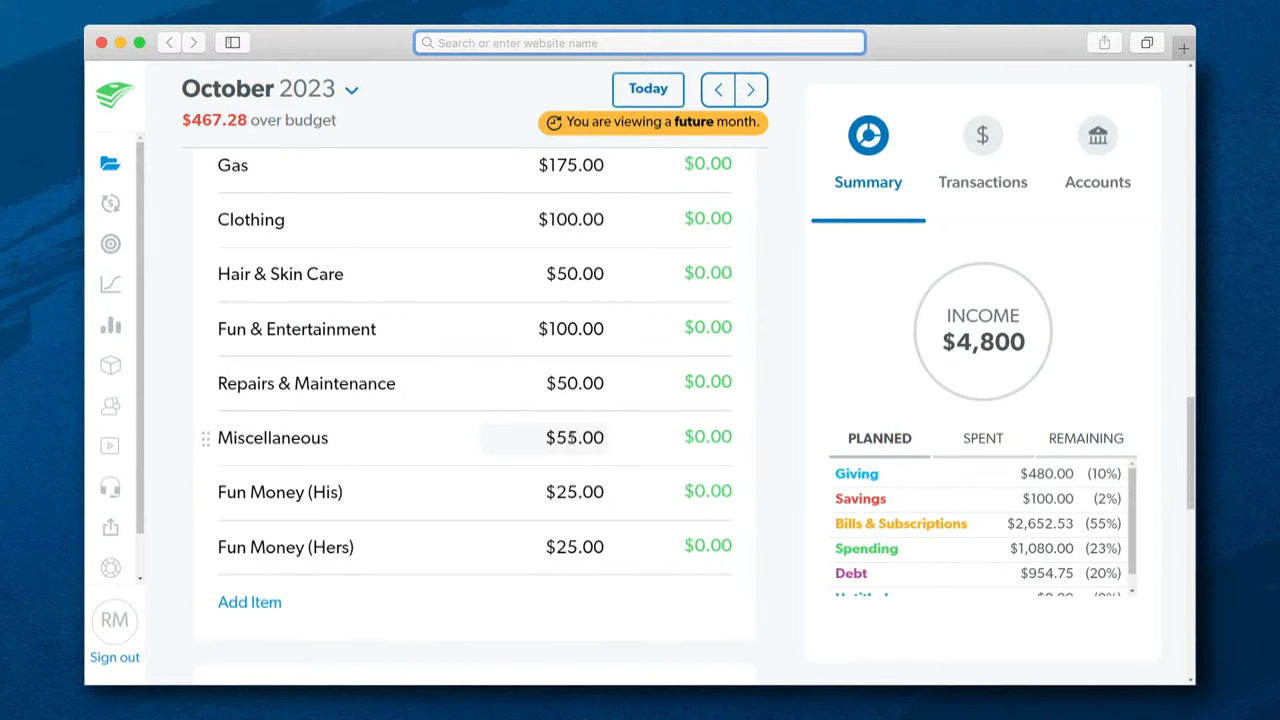 Search or enter website name
October 2023
$467.28 over budget
Today
You are viewing a future month.
Gas $175.00 $0.00
Clothing $100.00 $0.00
Hair & Skin Care $50.00 $0.00
Fun & Entertainment $100.00 $0.00
Repairs & Maintenance $50.00 $0.00
Miscellaneous $55.00 $0.00
Fun Money (His) $25.00 $0.00
Fun Money (Hers) $25.00 $0.00
Add Item
RM
Sign out
Summary Transactions Accounts
INCOME
$4,800
PLANNED SPENT REMAINING
Giving $480.00 (10%)
Savings $100.00 (2%)
Bills & Subscriptions $2,652.53 (55%)
Spending $1,080.00 (23%)
Debt $954.75 (20%)